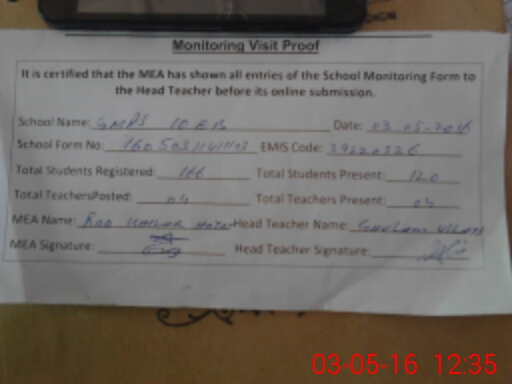 Monitoring Visit Proof
It is certified that the MEA has shown all entries of the School Monitoring Form to
the Head Teacher before its online submission.
School Name: GMPS 10 EB Date: 03-05-2016
School Form No: EMIS Code: 39220326
Total Students Registered: 166 Total Students Present: 120
Total TeachersPosted: 04 Total Teachers Present: 04
MEA Name: Head Teacher Name:
MEA Signature: Head Teacher Signature:
03-05-16 12:35